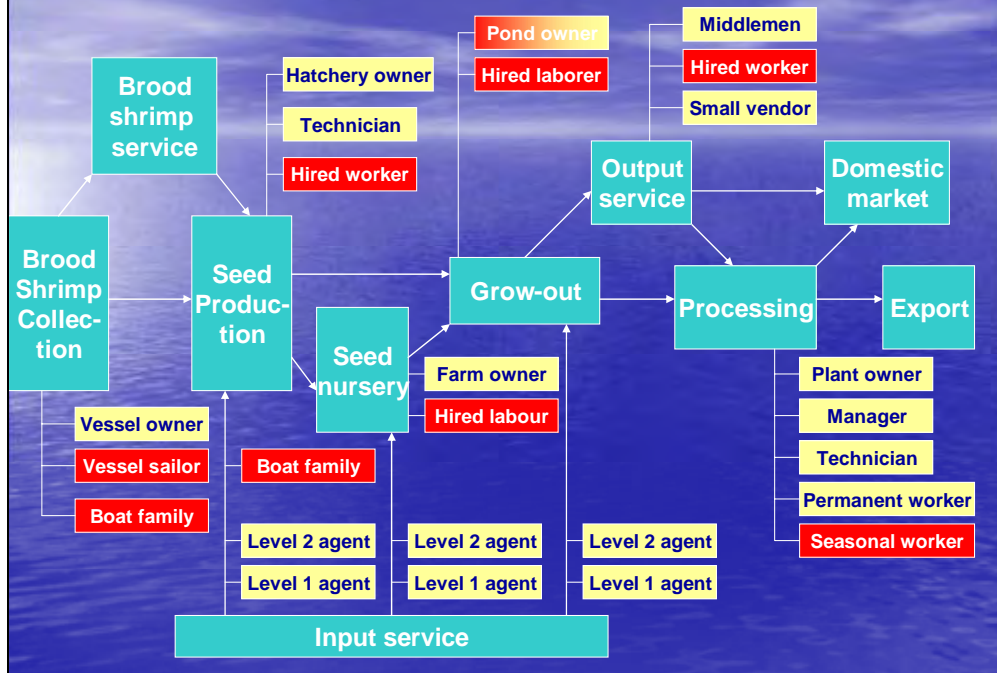 Pond owner
Middlemen
Hatchery owner
Hired laborer
Hired worker
Brood
shrimp
service
Technician
Small vendor
Hired worker
Output
service
Domestic
market
Brood
Shrimp
Collec-
tion
Seed
Produc-
tion
Grow-out
Processing
Export
Seed
nursery
Farm owner
Plant owner
Vessel owner
Hired labour
Manager
Vessel sailor
Boat family
Technician
Boat family
Permanent worker
Level 2 agent
Level 2 agent
Level 2 agent
Seasonal worker
Level 1 agent
Level 1 agent
Level 1 agent
Input service